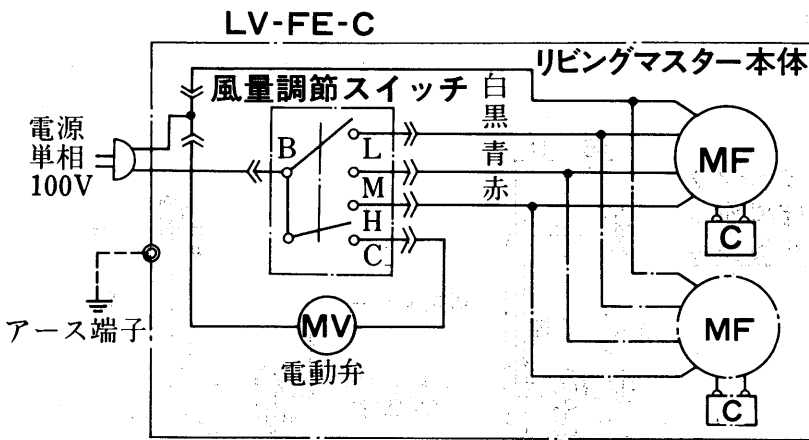 LV-FE-C
リビングマスター本体
風量調節スイッチ
白
黒
青
赤
電源
単相
100V
B
L
M
H
C
MF
C
アース端子
MV
電動弁
MF
C